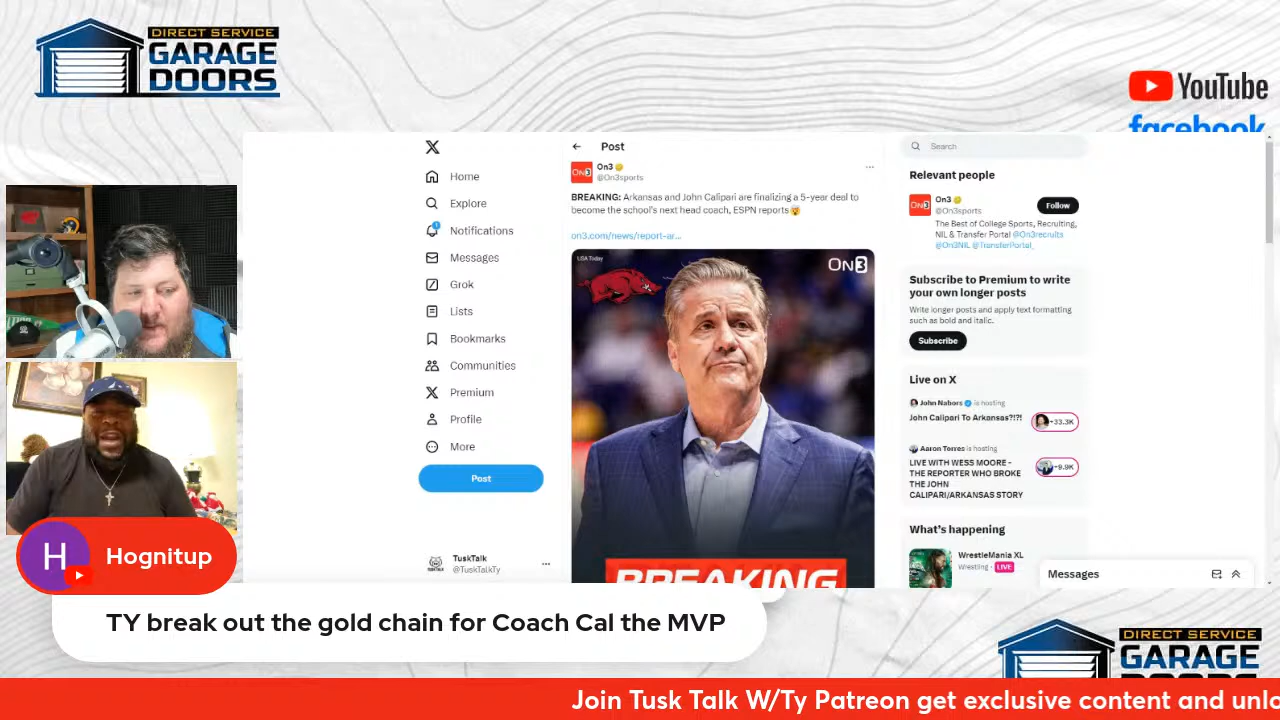 DIRECT SERVICE
GARAGE
DOORS
YouTube
facebook
Home
Explore
Notifications
Messages
Grok
Lists
Bookmarks
Communities
Premium
Profile
More
Post
TuskTalk
@TuskTalkTy
Post
On3
@On3sports
BREAKING: Arkansas and John Calipari are finalizing a 5-year deal to
become the school's next head coach, ESPN reports
on3.com/news/report-ar...
USA Today
ON3
BREAKING
Search
Relevant people
ON3
On3
@On3sports
Follow
The Best of College Sports, Recruiting,
NIL & Transfer Portal @On3recruits
@On3NIL @TransferPortal_
Subscribe to Premium to write
your own longer posts
Write longer posts and apply text formatting
such as bold and italic.
Subscribe
Live on X
John Nabors is hosting
John Calipari To Arkansas?!?!
+33.3K
Aaron Torres is hosting
LIVE WITH WESS MOORE -
THE REPORTER WHO BROKE
THE JOHN
CALIPARI/ARKANSAS STORY
+9.9K
What's happening
WrestleMania XL
Wrestling · LIVE
Messages
H
Hognitup
TY break out the gold chain for Coach Cal the MVP
DIRECT SERVICE
GARAGE
DOORS
Join Tusk Talk W/Ty Patreon get exclusive content and unlo